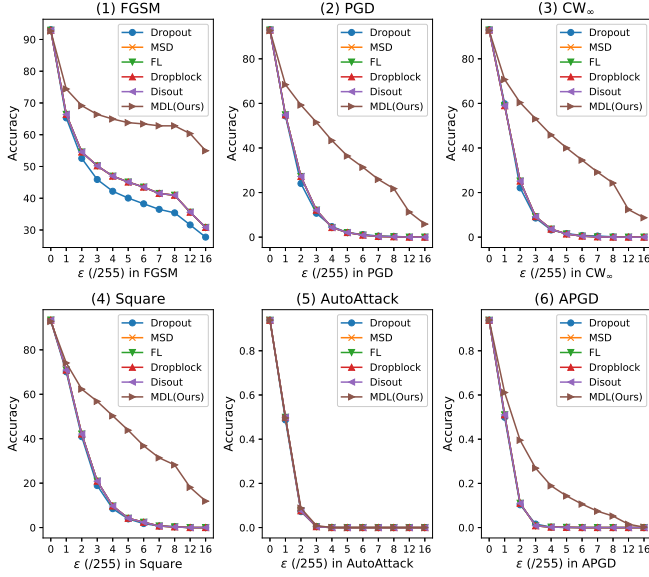 (1) FGSM
Accuracy
90
80
70
60
50
40
30
0 1 2 3 4 5 6 7 8 12 16
ε (/255) in FGSM
Dropout
MSD
FL
Dropblock
Disout
MDL(Ours)
(2) PGD
Accuracy
80
60
40
20
0
0 1 2 3 4 5 6 7 8 12 16
ε (/255) in PGD
Dropout
MSD
FL
Dropblock
Disout
MDL(Ours)
(3) CW∞
Accuracy
80
60
40
20
0
0 1 2 3 4 5 6 7 8 12 16
ε (/255) in CW∞
Dropout
MSD
FL
Dropblock
Disout
MDL(Ours)
(4) Square
Accuracy
80
60
40
20
0
0 1 2 3 4 5 6 7 8 12 16
ε (/255) in Square
Dropout
MSD
FL
Dropblock
Disout
MDL(Ours)
(5) AutoAttack
Accuracy
0.8
0.6
0.4
0.2
0.0
0 1 2 3 4 5 6 7 8 12 16
ε (/255) in AutoAttack
Dropout
MSD
FL
Dropblock
Disout
MDL(Ours)
(6) APGD
Accuracy
0.8
0.6
0.4
0.2
0.0
0 1 2 3 4 5 6 7 8 12 16
ε (/255) in APGD
Dropout
MSD
FL
Dropblock
Disout
MDL(Ours)